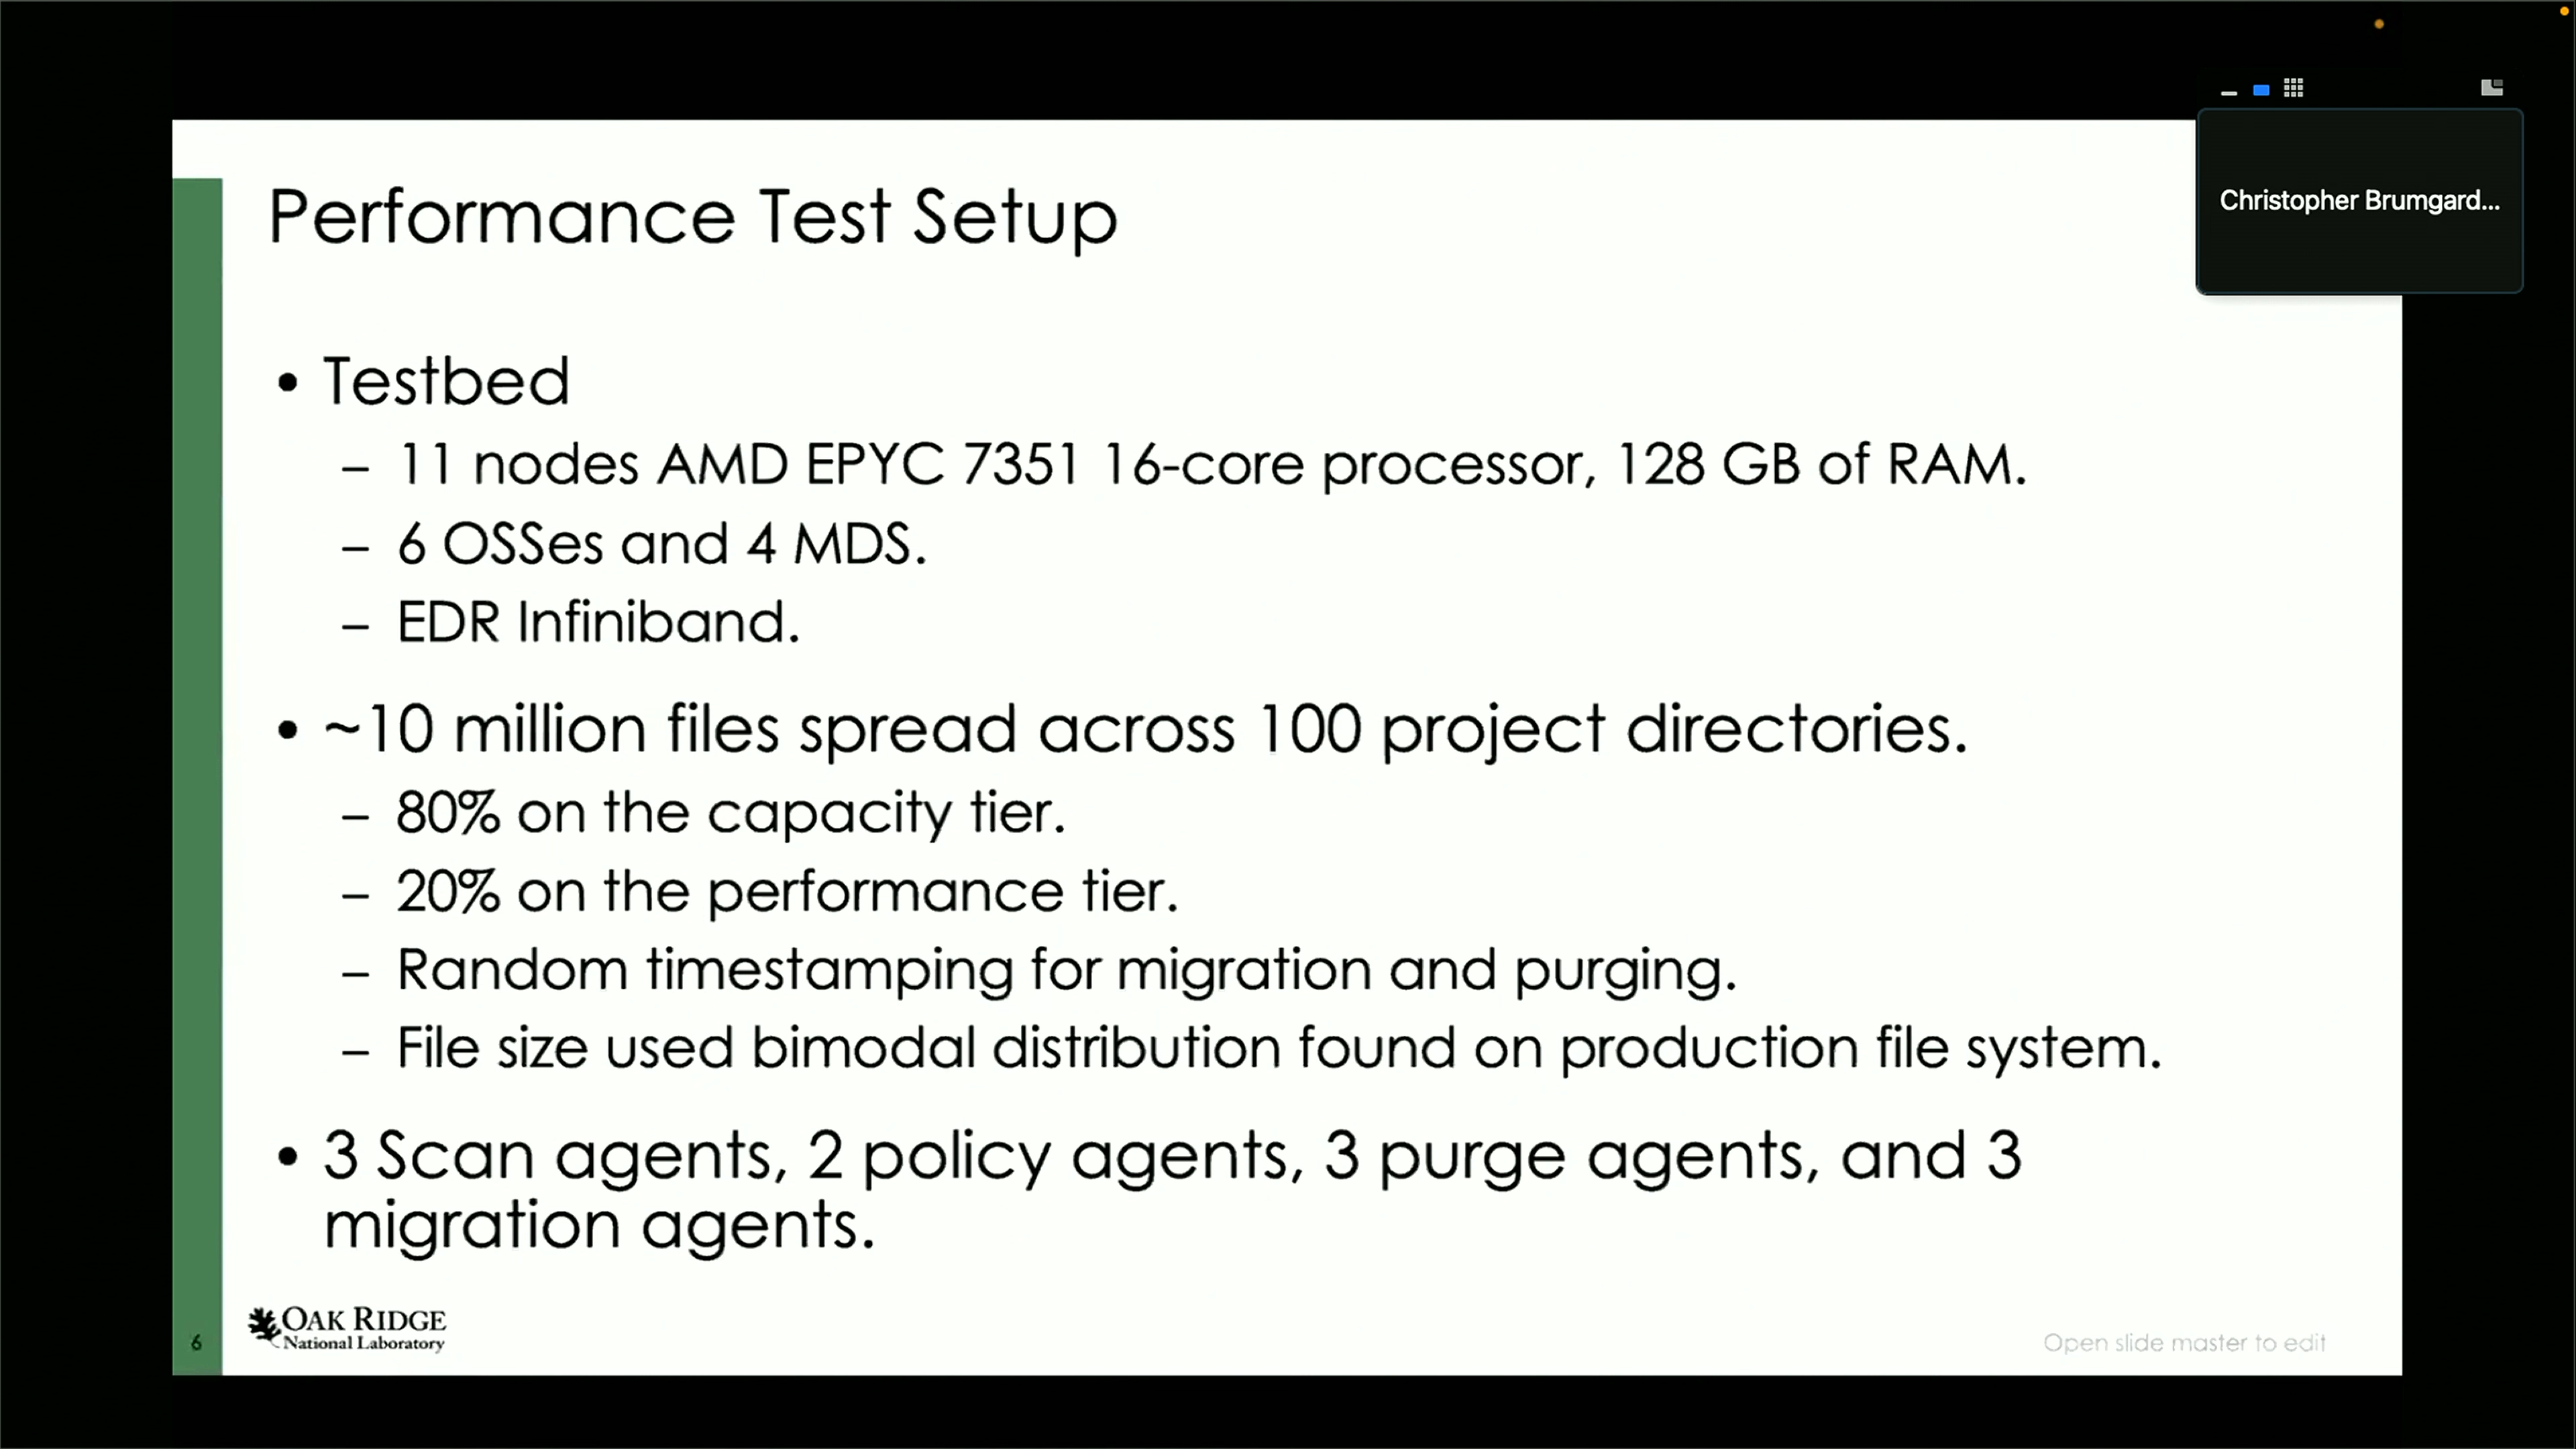 Christopher Brumgard...
Performance Test Setup
• Testbed
– 11 nodes AMD EPYC 7351 16-core processor, 128 GB of RAM.
– 6 OSSes and 4 MDS.
– EDR Infiniband.
• ~10 million files spread across 100 project directories.
– 80% on the capacity tier.
– 20% on the performance tier.
– Random timestamping for migration and purging.
– File size used bimodal distribution found on production file system.
• 3 Scan agents, 2 policy agents, 3 purge agents, and 3
migration agents.
6
OAK RIDGE
National Laboratory
Open slide master to edit